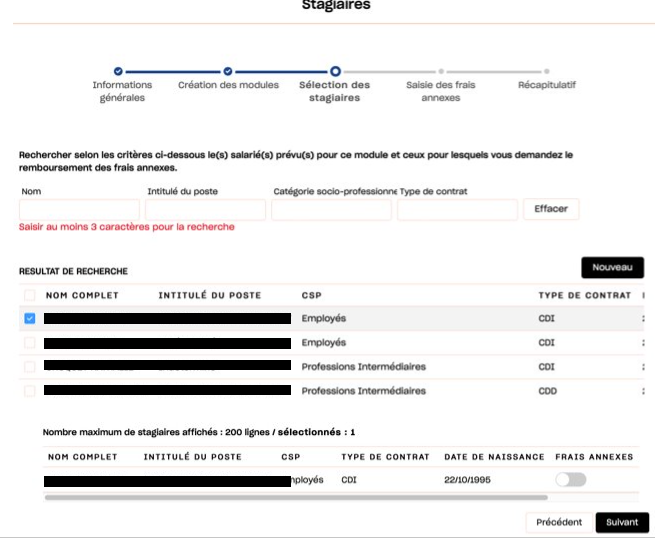 Stagiaires
Informations générales
Création des modules
Sélection des stagiaires
Saisie des frais annexes
Récapitulatif
Rechercher selon les critères ci-dessous le(s) salarié(s) prévu(s) pour ce module et ceux pour lesquels vous demandez le
remboursement des frais annexes.
Nom Intitulé du poste Catégorie socio-professionne Type de contrat
Effacer
Saisir au moins 3 caractères pour la recherche
RESULTAT DE RECHERCHE
Nouveau
NOM COMPLET INTITULÉ DU POSTE CSP TYPE DE CONTRAT
Employés CDI
Employés CDI
Professions Intermédiaires CDI
Professions Intermédiaires CDD
Nombre maximum de stagiaires affichés : 200 lignes / sélectionnés : 1
NOM COMPLET INTITULÉ DU POSTE CSP TYPE DE CONTRAT DATE DE NAISSANCE FRAIS ANNEXES
nployés CDI 22/10/1995
Précédent Suivant